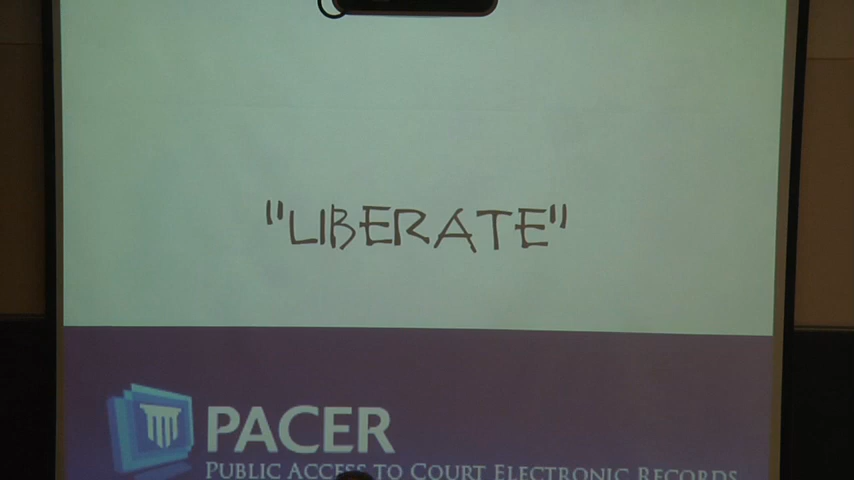 "LIBERATE"
PACER
PUBLIC ACCESS TO COURT ELECTRONIC RECORDS